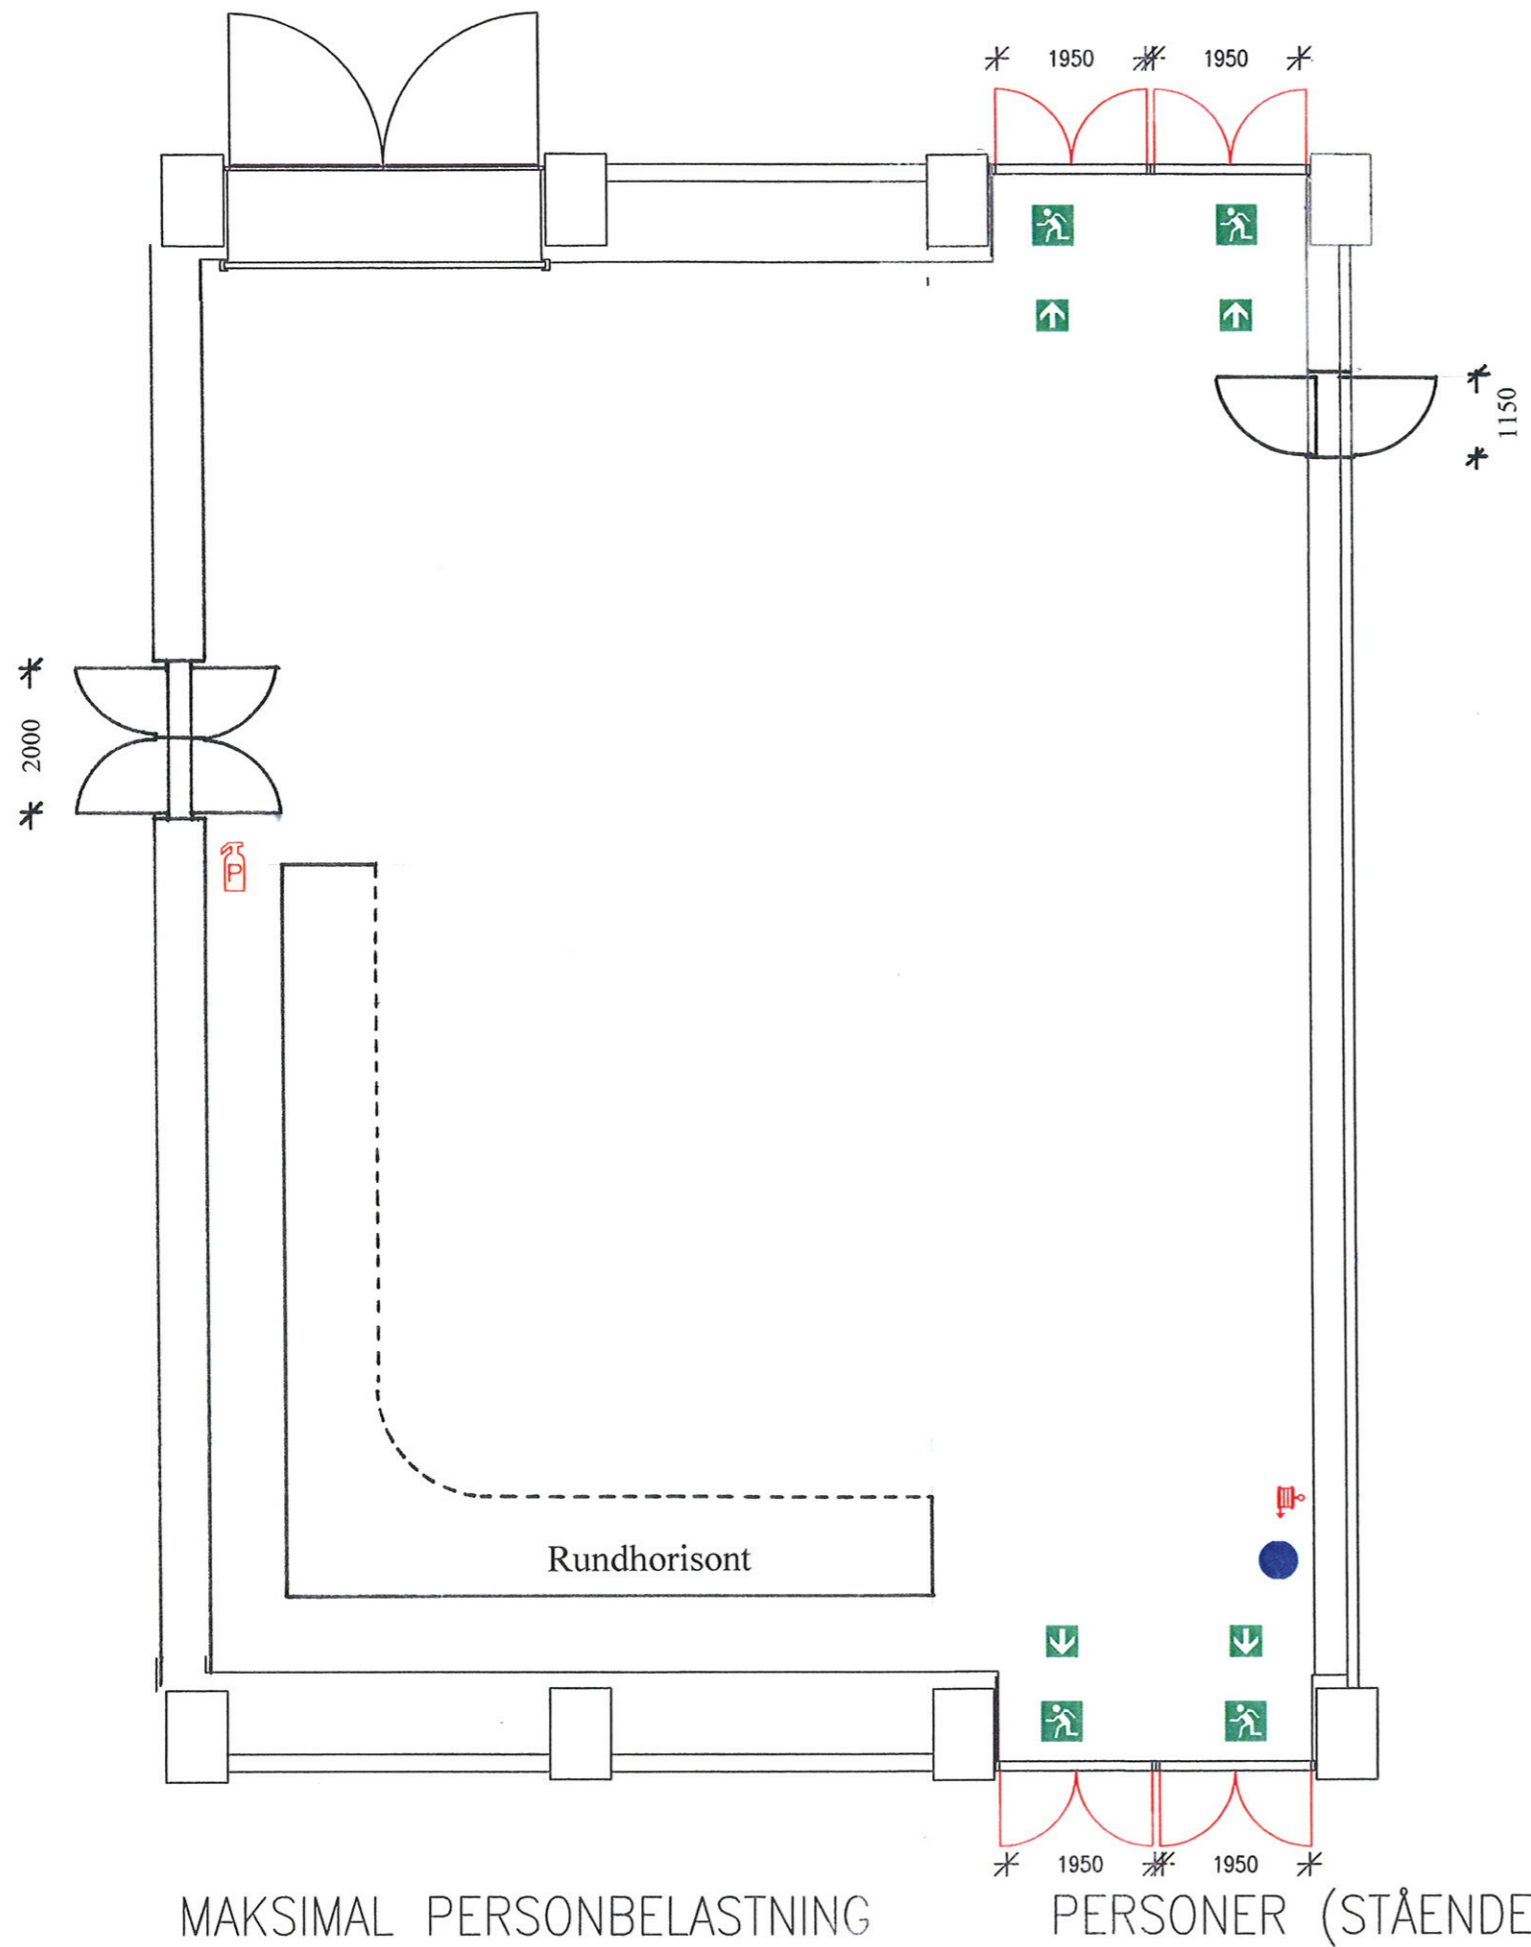 1950 1950
1150
2000
P
Rundhorisont
1950 1950
MAKSIMAL PERSONBELASTNING PERSONER (STÅENDE